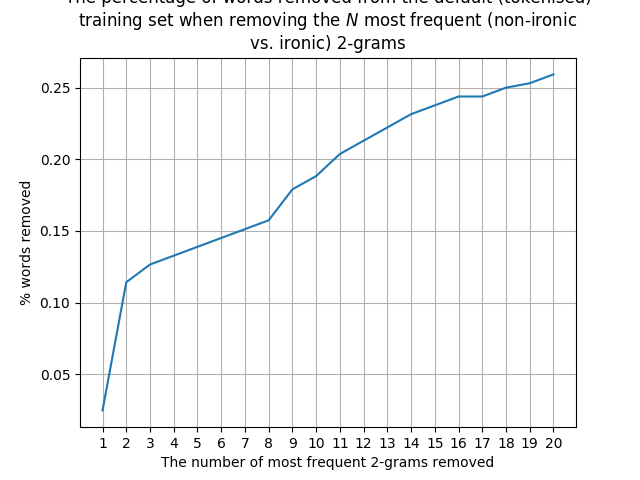 The percentage of words removed from the default (tokenised)
training set when removing the N most frequent (non-ironic
vs. ironic) 2-grams
0.25
0.20
0.15
0.10
0.05
% words removed
1 2 3 4 5 6 7 8 9 10 11 12 13 14 15 16 17 18 19 20
The number of most frequent 2-grams removed